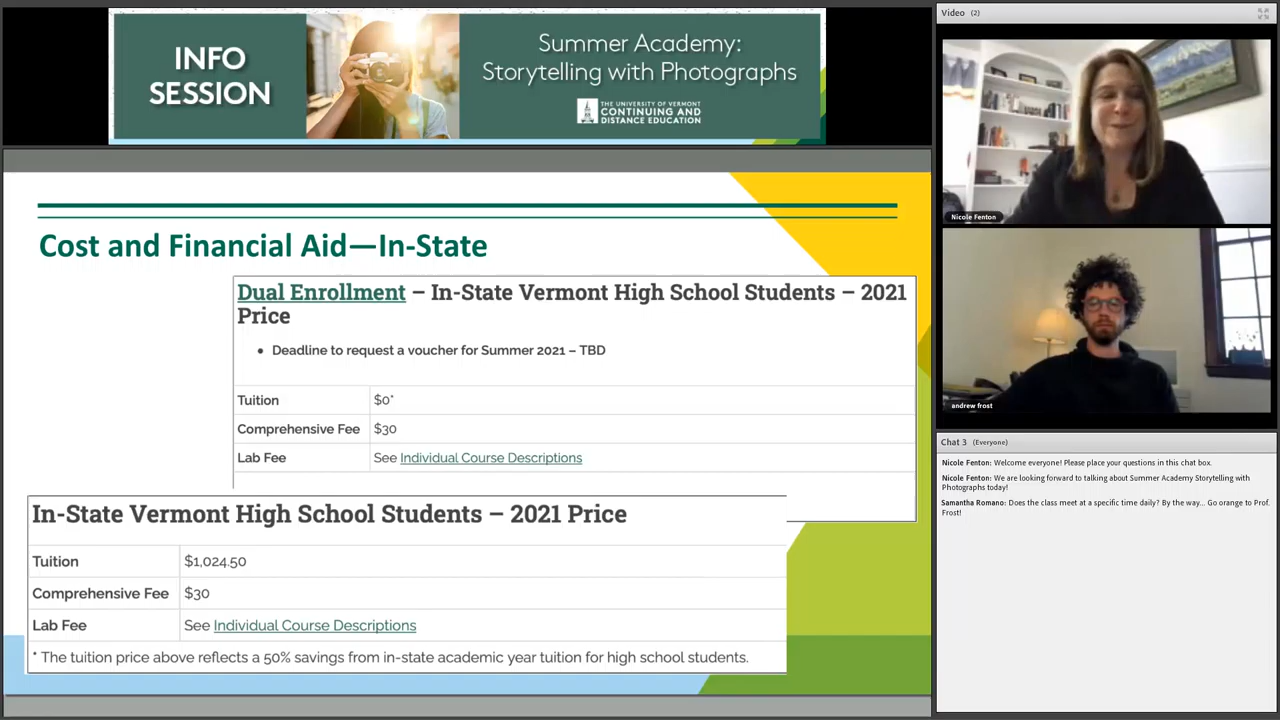 INFO
SESSION
Summer Academy:
Storytelling with Photographs
THE UNIVERSITY OF VERMONT
CONTINUING AND
DISTANCE EDUCATION
Cost and Financial Aid—In-State
Dual Enrollment – In-State Vermont High School Students – 2021
Price
• Deadline to request a voucher for Summer 2021 – TBD
Tuition $0*
Comprehensive Fee $30
Lab Fee See Individual Course Descriptions
In-State Vermont High School Students – 2021 Price
Tuition $1,024.50
Comprehensive Fee $30
Lab Fee See Individual Course Descriptions
* The tuition price above reflects a 50% savings from in-state academic year tuition for high school students.
Video (2)
Nicole Fenton
andrew frost
Chat 3 (Everyone)
Nicole Fenton: Welcome everyone! Please place your questions in this chat box.
Nicole Fenton: We are looking forward to talking about Summer Academy Storytelling with
Photographs today!
Samantha Romano: Does the class meet at a specific time daily? By the way... Go orange to Prof.
Frost!